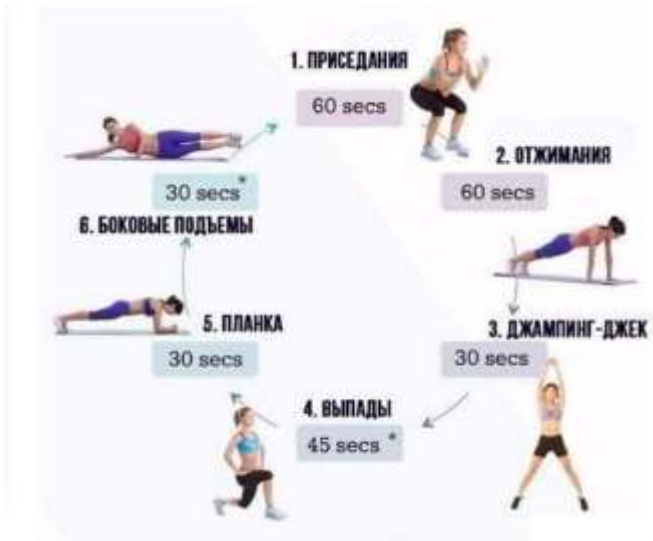 1. ПРИСЕДАНИЯ
60 secs
2. ОТЖИМАНИЯ
60 secs
3. ДЖАМПИНГ-ДЖЕК
30 secs
4. ВЫПАДЫ
45 secs *
5. ПЛАНКА
30 secs
6. БОКОВЫЕ ПОДЪЕМЫ
30 secs *